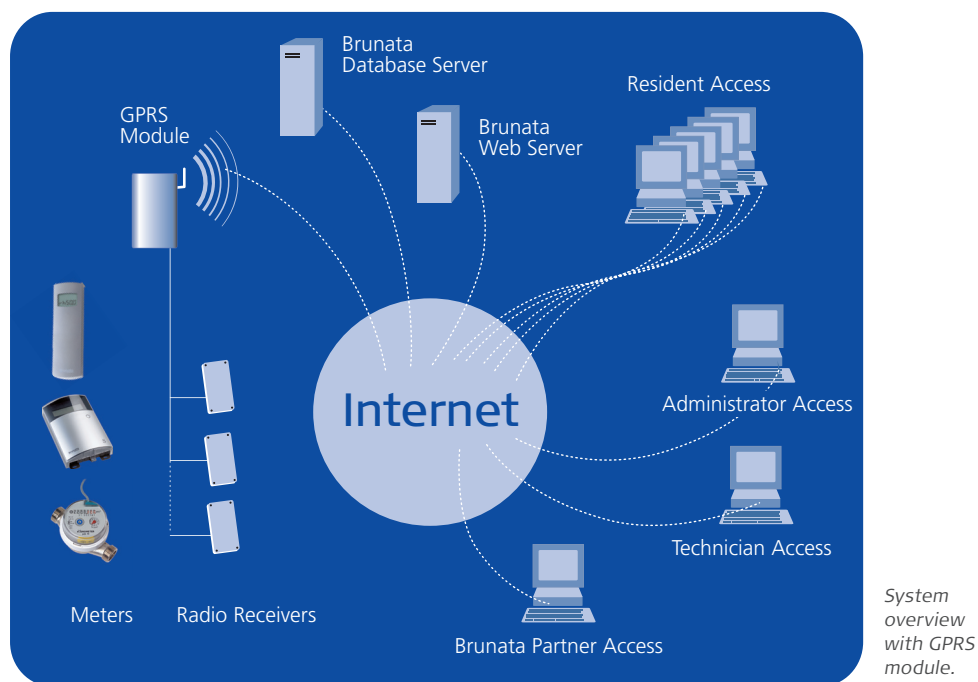 Brunata
Database Server
Resident Access
GPRS
Module
Brunata
Web Server
Internet
Administrator Access
Technician Access
Meters
Radio Receivers
Brunata Partner Access
System
overview
with GPRS
module.